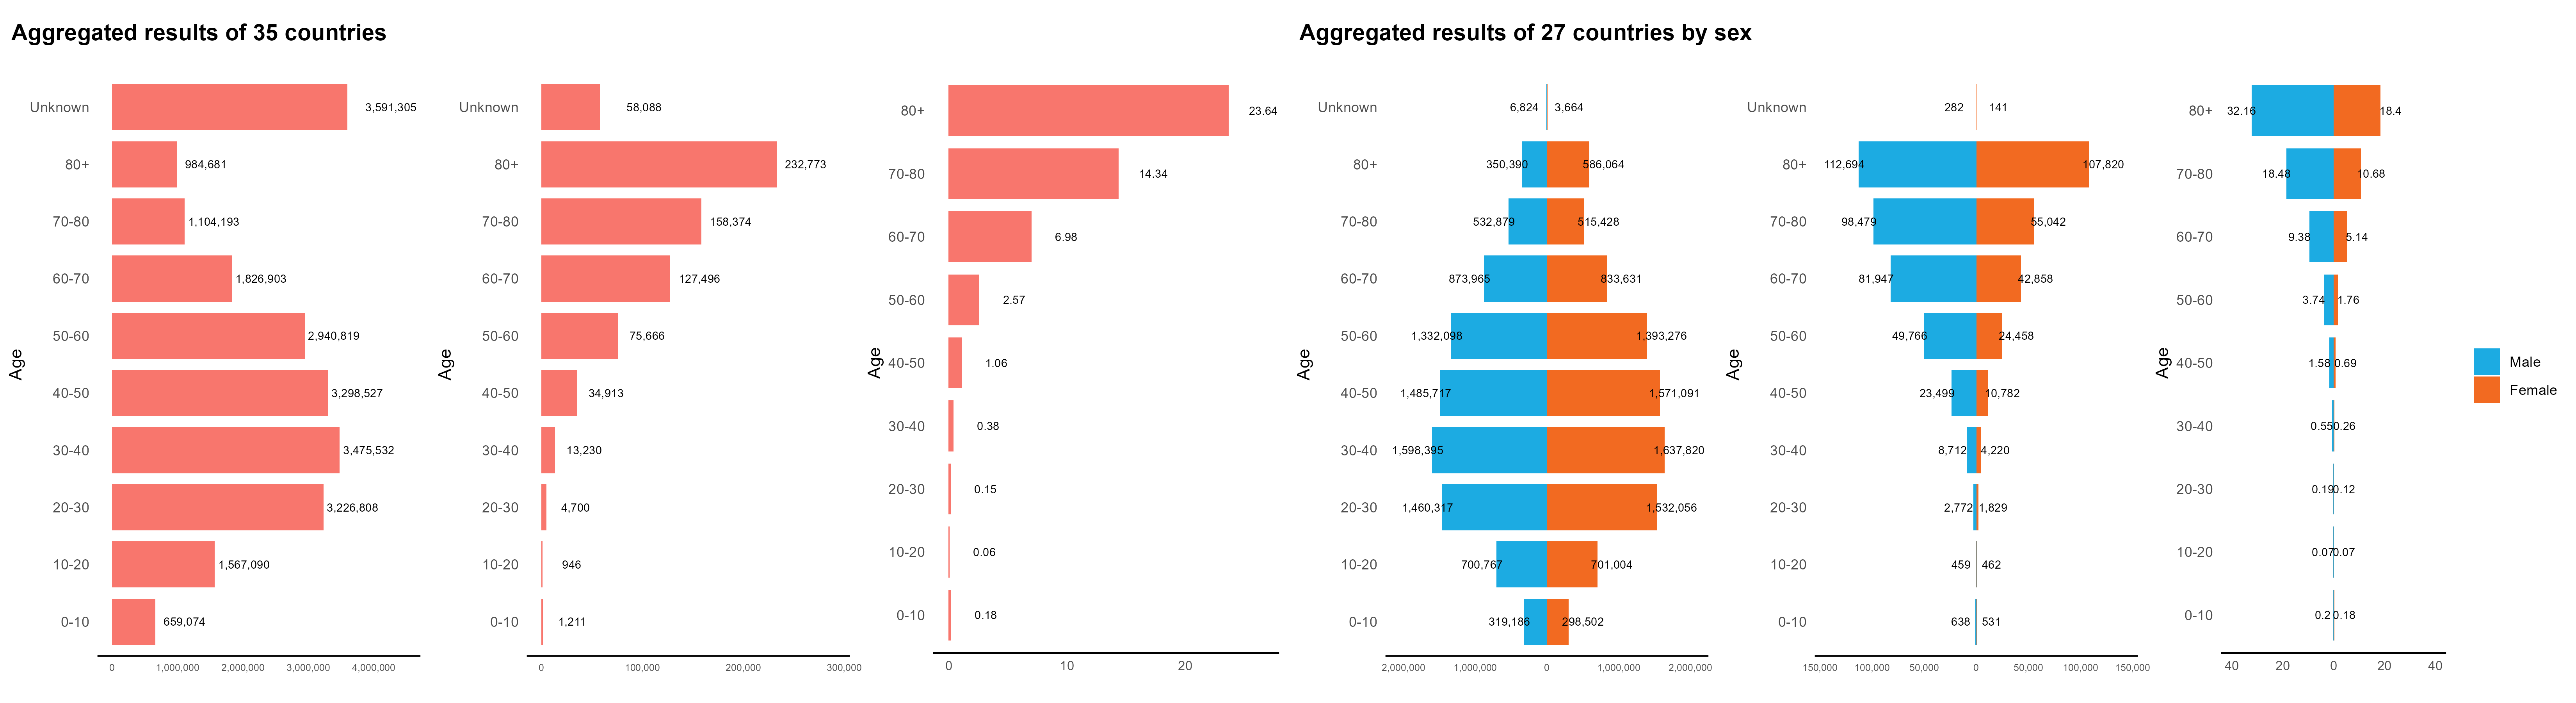 Aggregated results of 35 countries
Aggregated results of 27 countries by sex
Age
Unknown 3,591,305
80+ 984,681
70-80 1,104,193
60-70 1,826,903
50-60 2,940,819
40-50 3,298,527
30-40 3,475,532
20-30 3,226,808
10-20 1,567,090
0-10 659,074
0 1,000,000 2,000,000 3,000,000 4,000,000
Age
Unknown 58,088
80+ 232,773
70-80 158,374
60-70 127,496
50-60 75,666
40-50 34,913
30-40 13,230
20-30 4,700
10-20 946
0-10 1,211
0 100,000 200,000 300,000
Age
80+ 23.64
70-80 14.34
60-70 6.98
50-60 2.57
40-50 1.06
30-40 0.38
20-30 0.15
10-20 0.06
0-10 0.18
0 10 20
Age
Unknown 6,824 3,664
80+ 350,390 586,064
70-80 532,879 515,428
60-70 873,965 833,631
50-60 1,332,098 1,393,276
40-50 1,485,717 1,571,091
30-40 1,598,395 1,637,820
20-30 1,460,317 1,532,056
10-20 700,767 701,004
0-10 319,186 298,502
2,000,000 1,000,000 0 1,000,000 2,000,000
Age
Unknown 282 141
80+ 112,694 107,820
70-80 98,479 55,042
60-70 81,947 42,858
50-60 49,766 24,458
40-50 23,499 10,782
30-40 8,712 4,220
20-30 2,772 1,829
10-20 459 462
0-10 638 531
150,000 100,000 50,000 0 50,000 100,000 150,000
Age
80+ 32.16 18.4
70-80 18.48 10.68
60-70 9.38 5.14
50-60 3.74 1.76
40-50 1.58 0.69
30-40 0.55 0.26
20-30 0.19 0.12
10-20 0.07 0.07
0-10 0.2 0.18
40 20 0 20 40
Male
Female